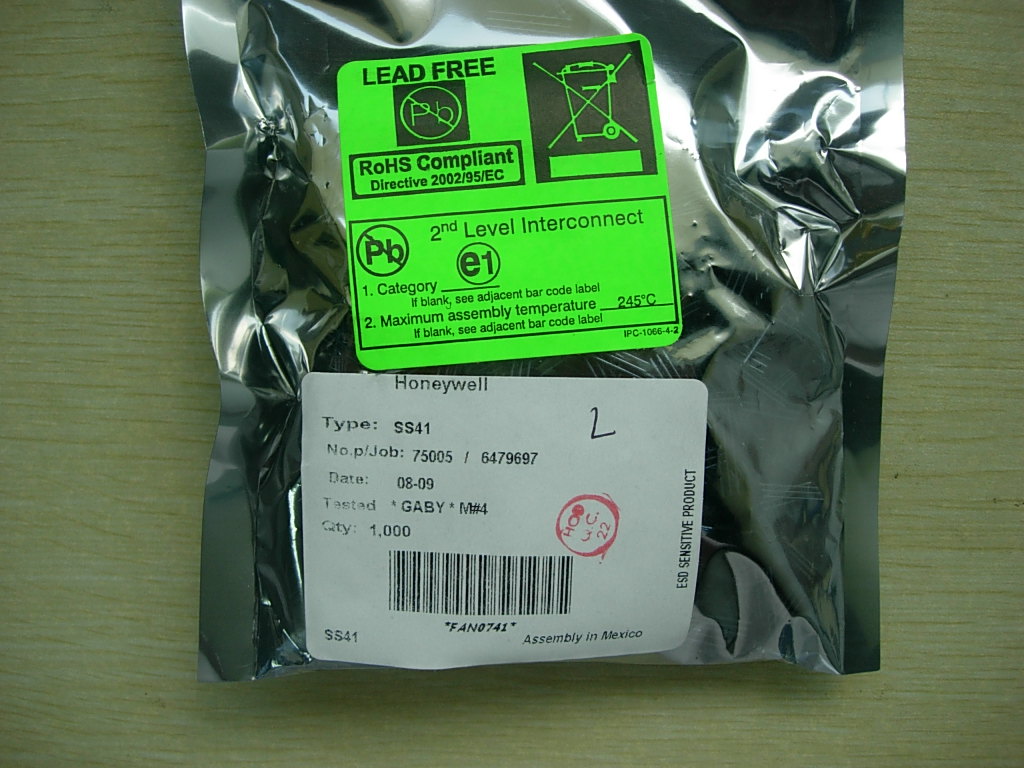 LEAD FREE
Pb
RoHS Compliant
Directive 2002/95/EC
Pb
2nd Level Interconnect
e1
1. Category
If blank, see adjacent bar code label
2. Maximum assembly temperature 245°C
If blank, see adjacent bar code label
IPC-1066-4-2
Honeywell
Type: SS41
2
No.p/Job: 75005 / 6479697
Date: 08-09
Tested *GABY* M#4
Qty: 1,000
22
*FAN0741*
SS41
Assembly in Mexico
ESD SENSITIVE PRODUCT